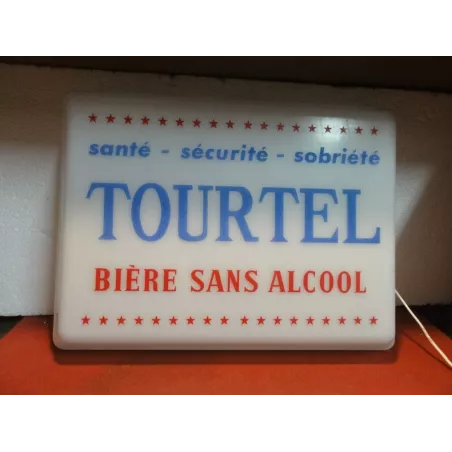 santé - sécurité - sobriété
TOURTEL
BIÈRE SANS ALCOOL